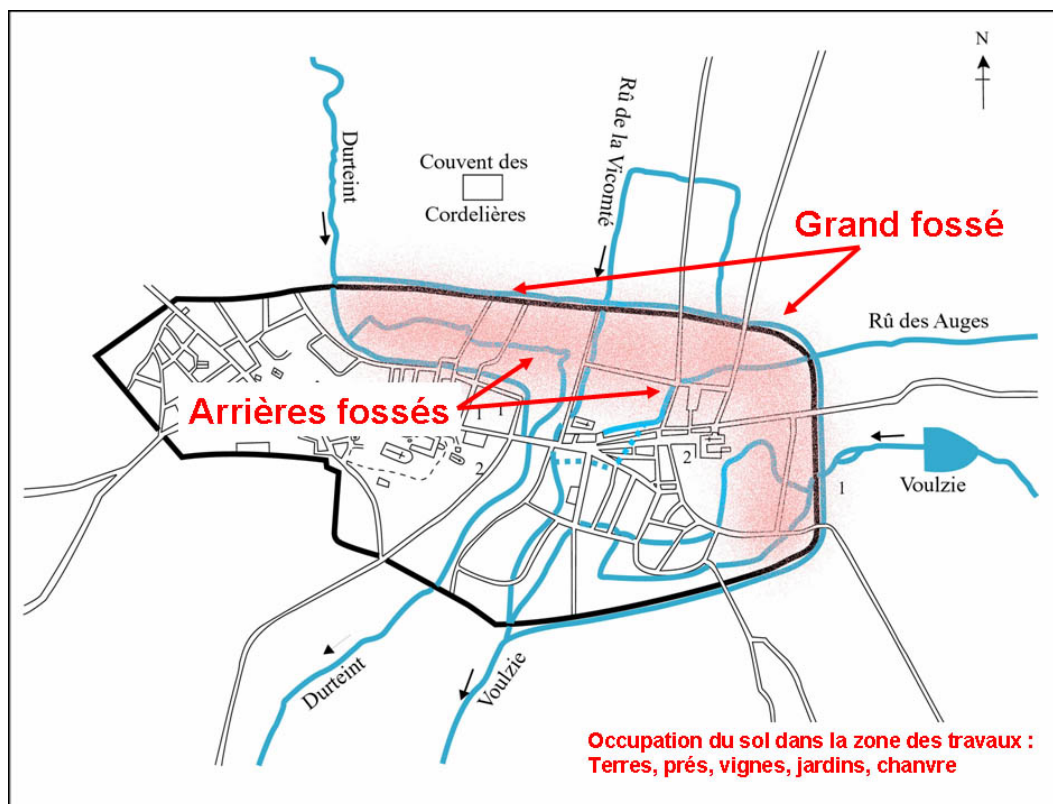 N
Durteint
Rû de la Vicomté
Couvent des
Cordelières
Grand fossé
Rû des Auges
Arrières fossés
1
1
2
2
1
Voulzie
Durteint
Voulzie
Occupation du sol dans la zone des travaux :
Terres, prés, vignes, jardins, chanvre